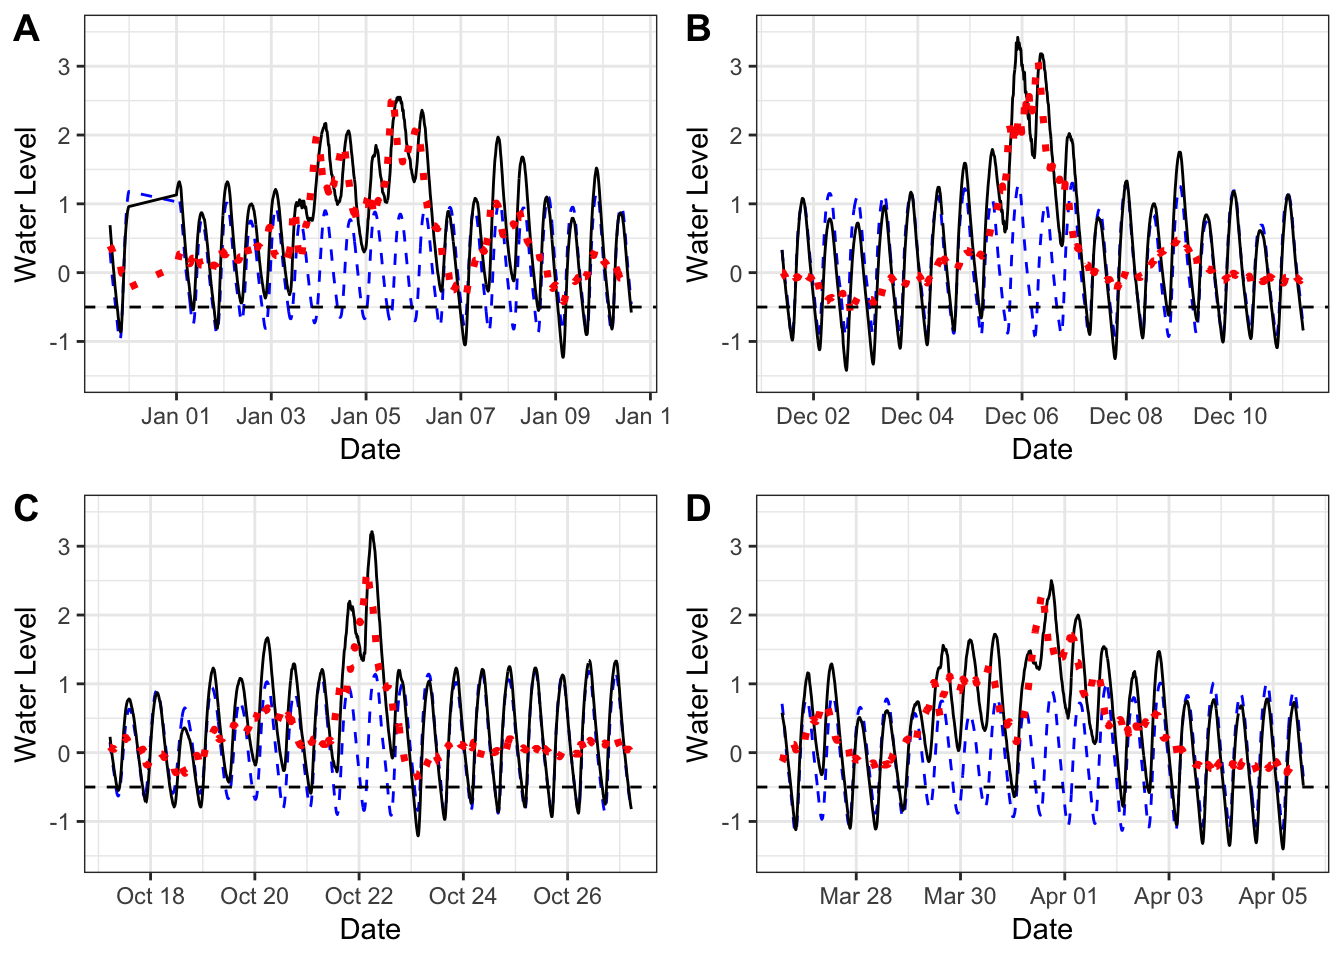 A
Water Level
3
2
1
0
-1
Jan 01 Jan 03 Jan 05 Jan 07 Jan 09 Jan 1
Date
B
Water Level
3
2
1
0
-1
Dec 02 Dec 04 Dec 06 Dec 08 Dec 10
Date
C
Water Level
3
2
1
0
-1
Oct 18 Oct 20 Oct 22 Oct 24 Oct 26
Date
D
Water Level
3
2
1
0
-1
Mar 28 Mar 30 Apr 01 Apr 03 Apr 05
Date